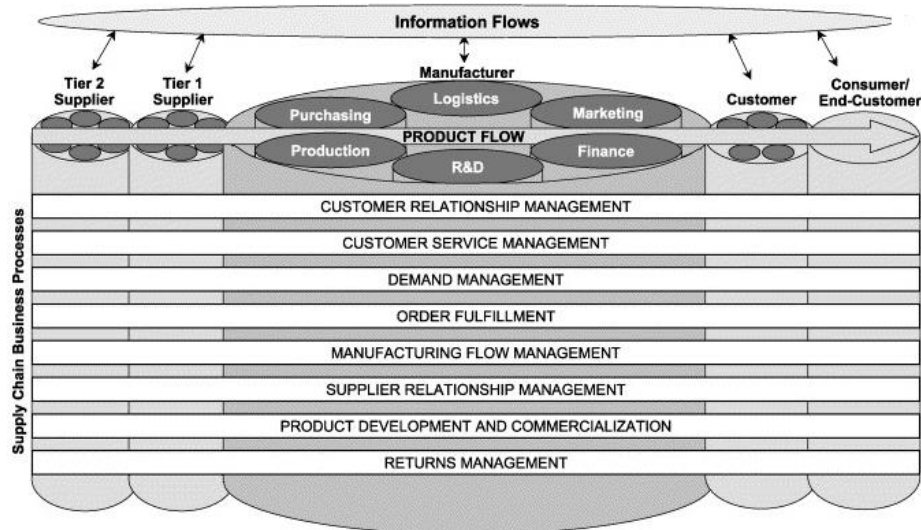 Information Flows
Tier 2
Supplier
Tier 1
Supplier
Manufacturer
Customer
Consumer/
End-Customer
Logistics
Purchasing
Marketing
PRODUCT FLOW
Production
Finance
R&D
Supply Chain Business Processes
CUSTOMER RELATIONSHIP MANAGEMENT
CUSTOMER SERVICE MANAGEMENT
DEMAND MANAGEMENT
ORDER FULFILLMENT
MANUFACTURING FLOW MANAGEMENT
SUPPLIER RELATIONSHIP MANAGEMENT
PRODUCT DEVELOPMENT AND COMMERCIALIZATION
RETURNS MANAGEMENT